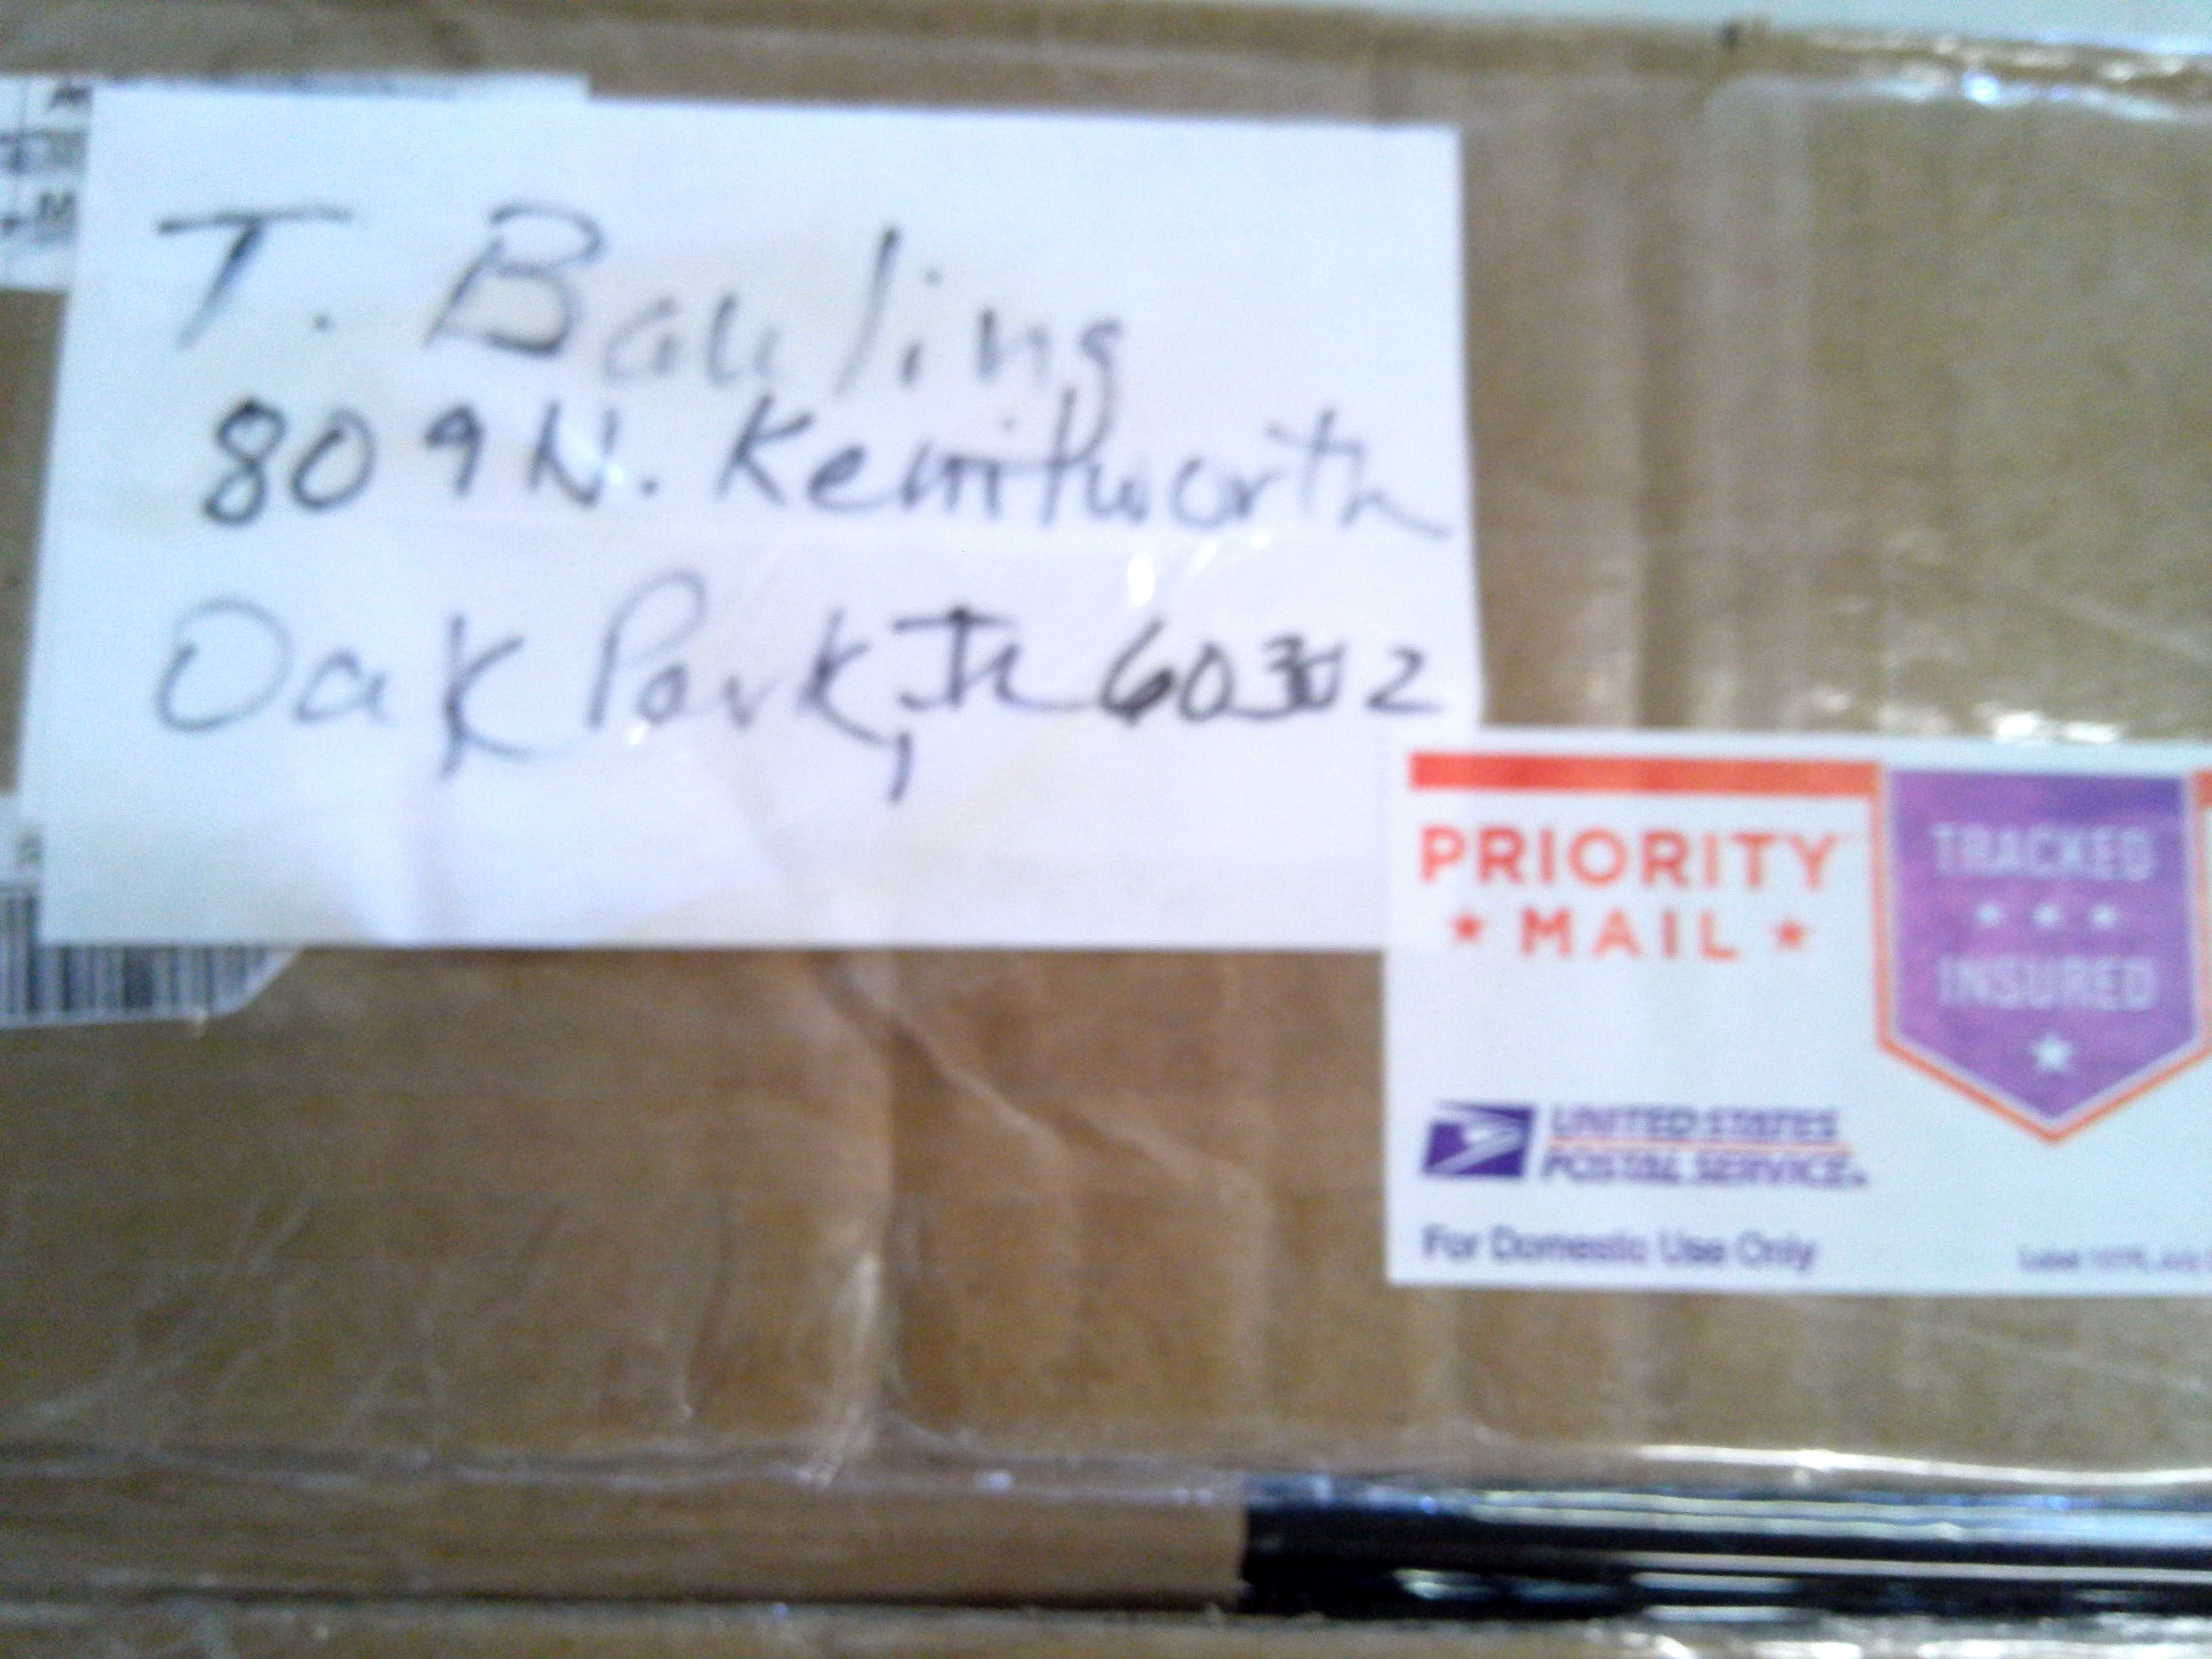 T. Bauling
809 N. Kenilworth
Oak Park, IL 60302
PRIORITY
MAIL
TRACKED
INSURED
UNITED STATES
POSTAL SERVICE
For Domestic Use Only